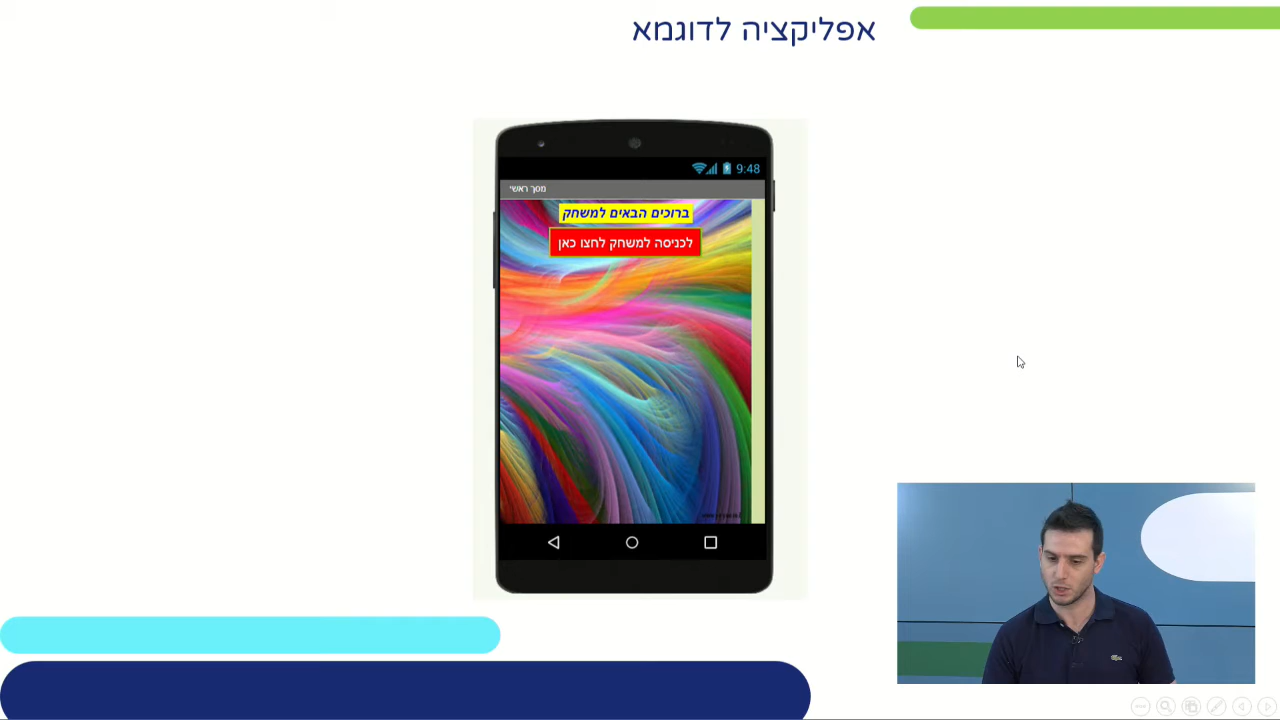 אפליקציה לדוגמא
9:48
מסך ראשי
ברוכים הבאים למשחק
לכניסה למשחק לחצו כאן